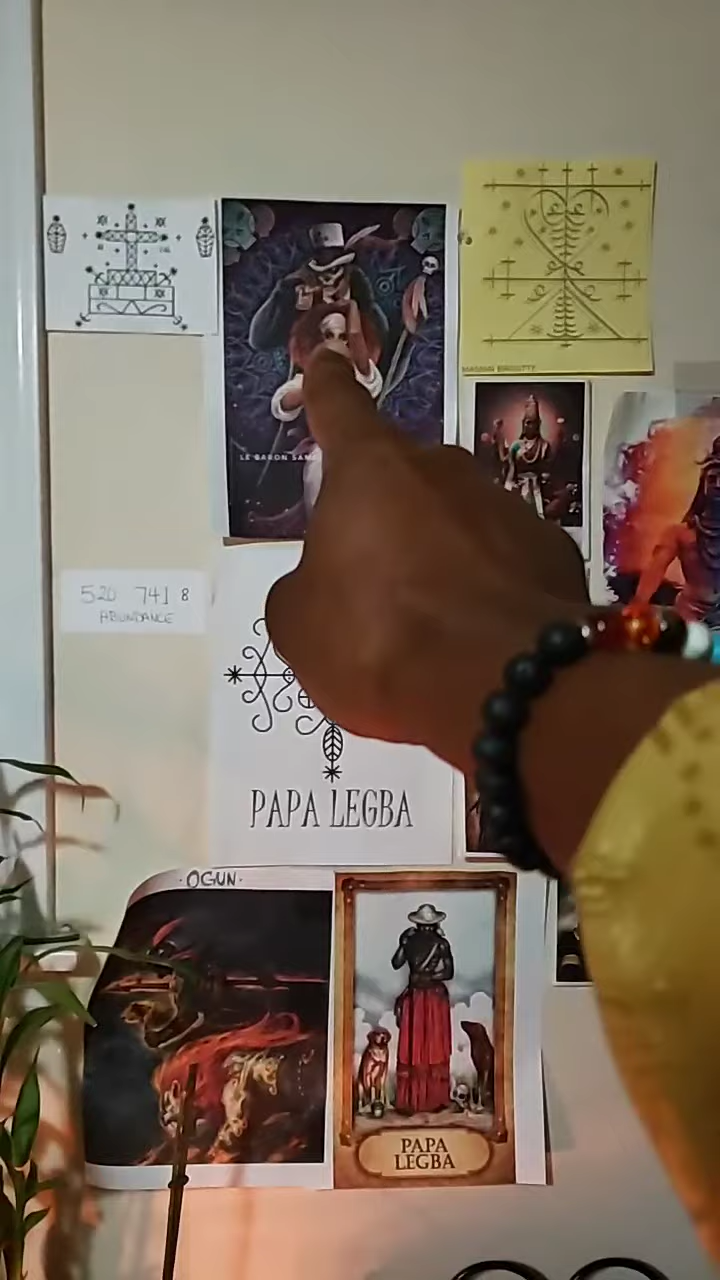 MAMAN BRIGITTE
LE BARON SAM
520 741 8
ABUNDANCE
PAPA LEGBA
·OGUN·
PAPA
LEGBA